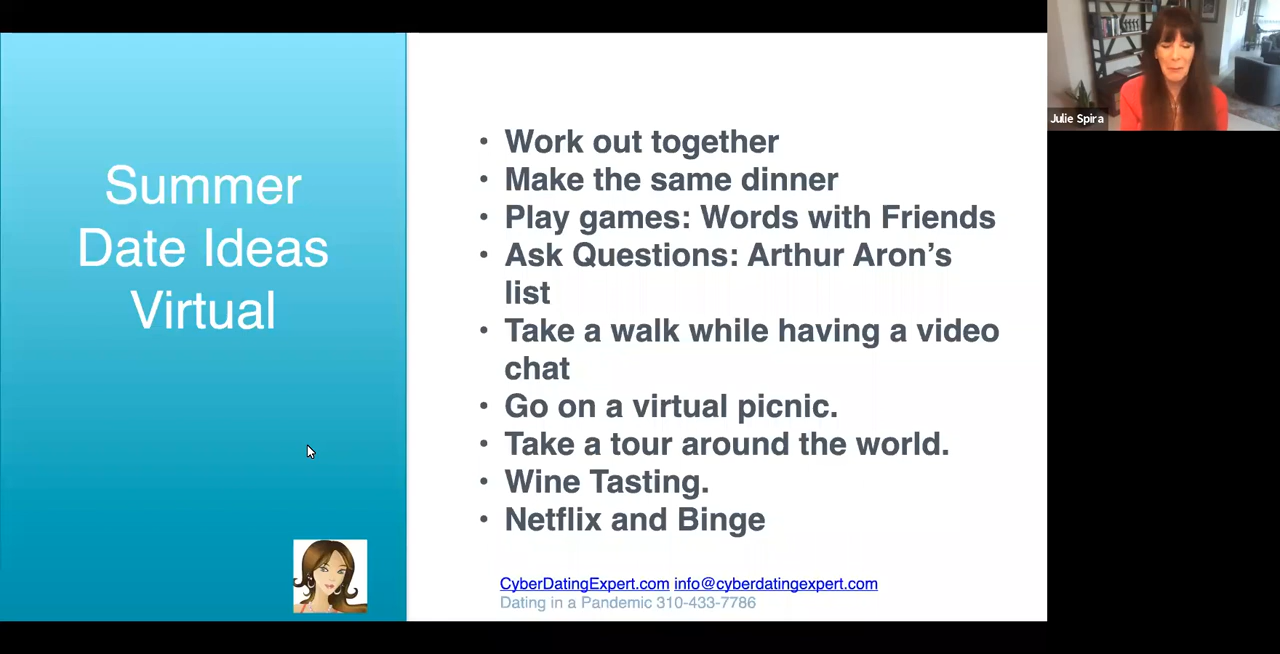 Summer
Date Ideas
Virtual
• Work out together
• Make the same dinner
• Play games: Words with Friends
• Ask Questions: Arthur Aron's
list
• Take a walk while having a video
chat
• Go on a virtual picnic.
• Take a tour around the world.
• Wine Tasting.
• Netflix and Binge
CyberDatingExpert.com info@cyberdatingexpert.com
Dating in a Pandemic 310-433-7786
Julie Spira